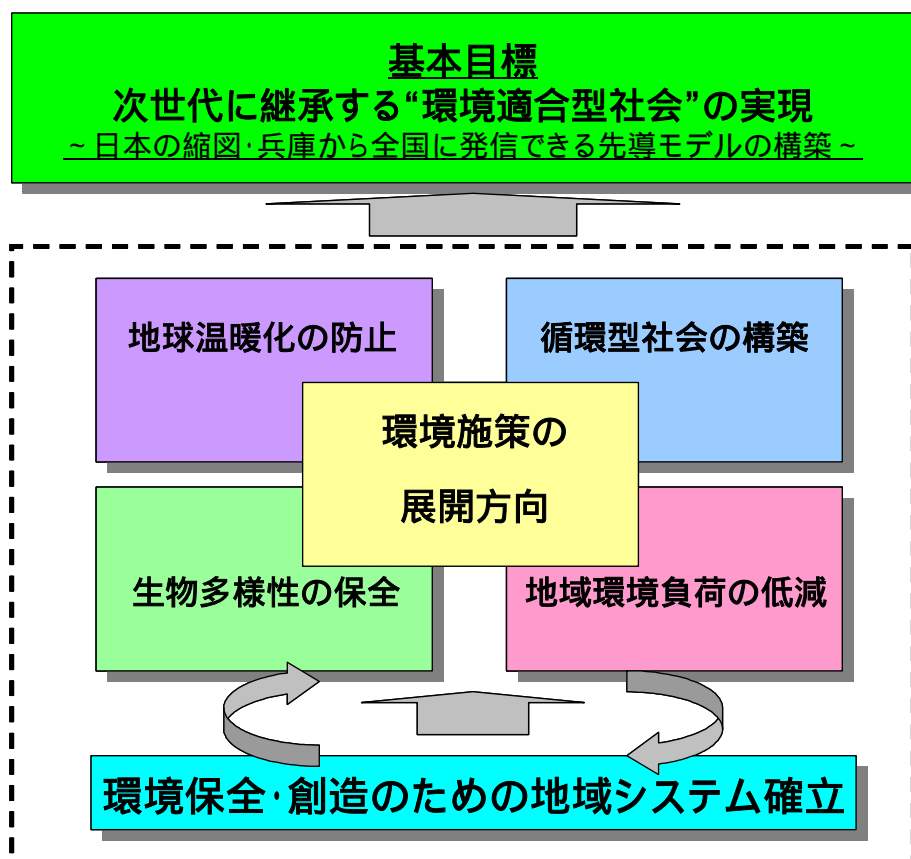 基本目標
次世代に継承する“環境適合型社会”の実現
~日本の縮図·兵庫から全国に発信できる先導モデルの構築~
地球温暖化の防止
循環型社会の構築
環境施策の
展開方向
生物多様性の保全
地域環境負荷の低減
環境保全·創造のための地域システム確立